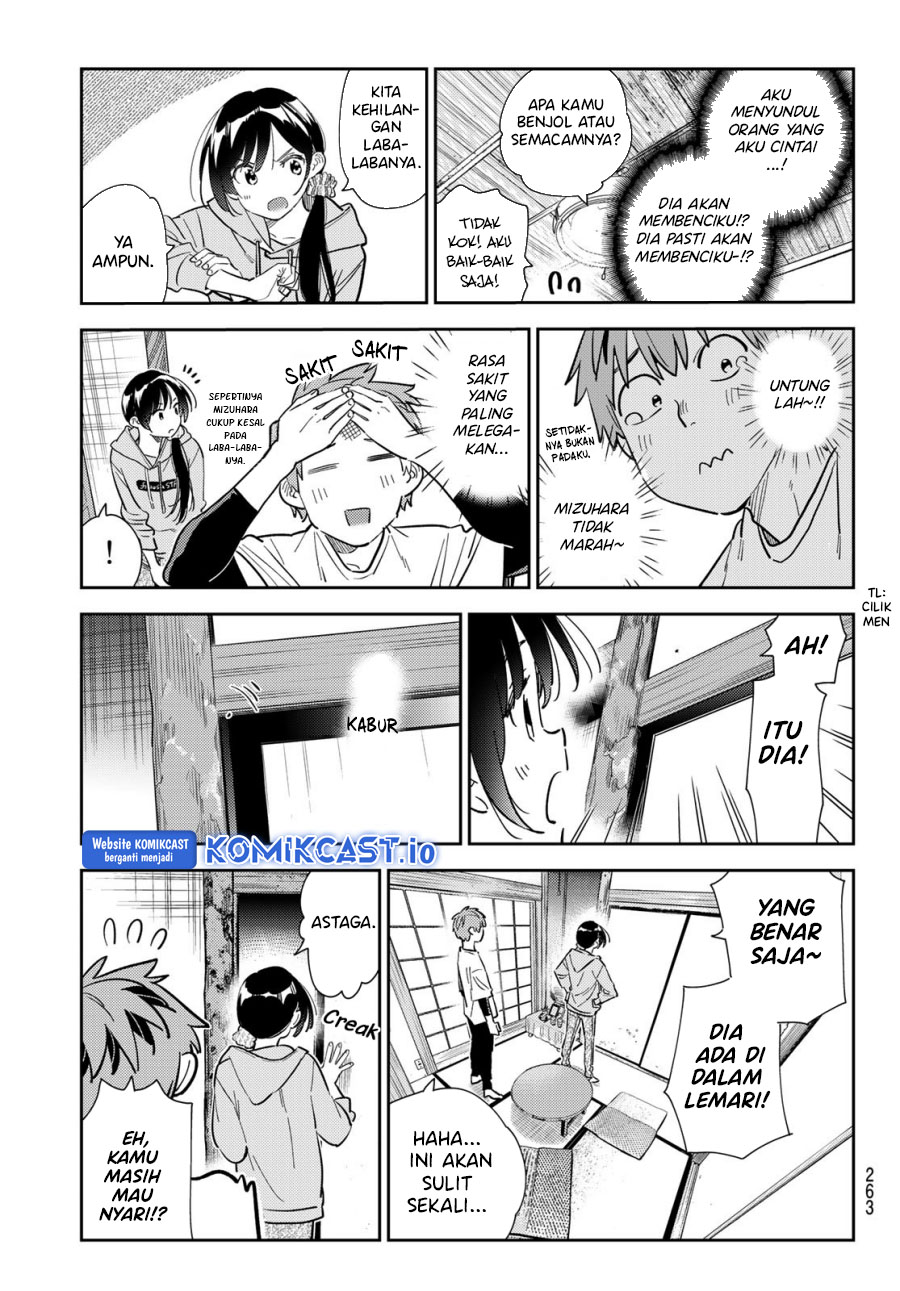 AKU
MENYUNDUL
ORANG YANG
AKU CINTAI
...!
DIA AKAN
MEMBENCIKU!?
DIA PASTI AKAN
MEMBENCIKU-!?
APA KAMU
BENJOL ATAU
SEMACAMNYA?
TIDAK
KOK! AKU
BAIK-BAIK
SAJA!
KITA
KEHILAN-
GAN
LABA-
LABANYA.
YA
AMPUN.
UNTUNG
LAH~!!
SETIDAK-
NYA BUKAN
PADAKU.
MIZUHARA
TIDAK
MARAH~
RASA
SAKIT
YANG
PALING
MELEGA-
KAN...
SAKIT SAKIT
SEPERTINYA
MIZUHARA
CUKUP KESAL
PADA
LABA-LABA-
NYA.
!
TL:
CILIK
MEN
AH!
ITU
DIA!
KABUR
Website KOMIKCAST
berganti menjadi
KOMIKCAST.io
YANG
BENAR
SAJA~
DIA
ADA DI
DALAM
LEMARI!
HAHA...
INI AKAN
SULIT
SEKALI...
ASTAGA.
Creak
EH,
KAMU
MASIH
MAU
NYARI!?
263